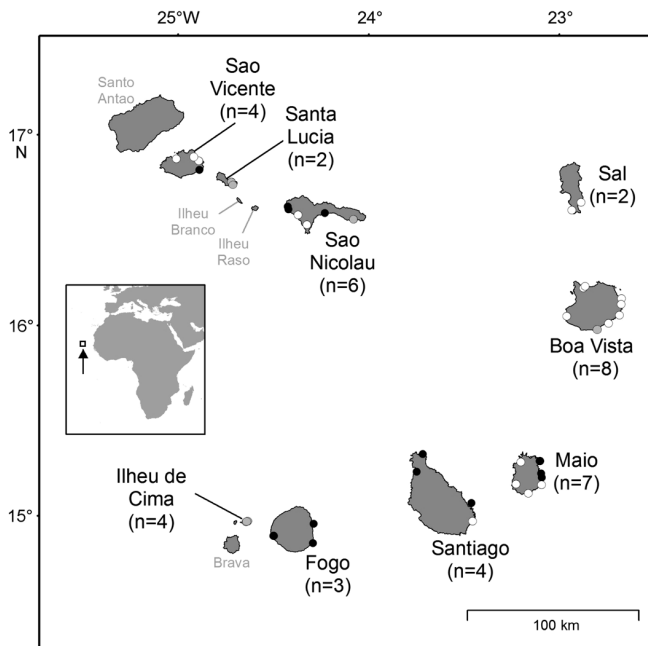 25°W
24°
23°
Santo
Antao
Sao
Vicente
(n=4)
Santa
Lucia
(n=2)
17°
N
Sal
(n=2)
Ilheu
Branco
Ilheu
Raso
Sao
Nicolau
(n=6)
16°
Boa Vista
(n=8)
Ilheu de
Cima
(n=4)
Maio
(n=7)
15°
Brava
Fogo
(n=3)
Santiago
(n=4)
100 km